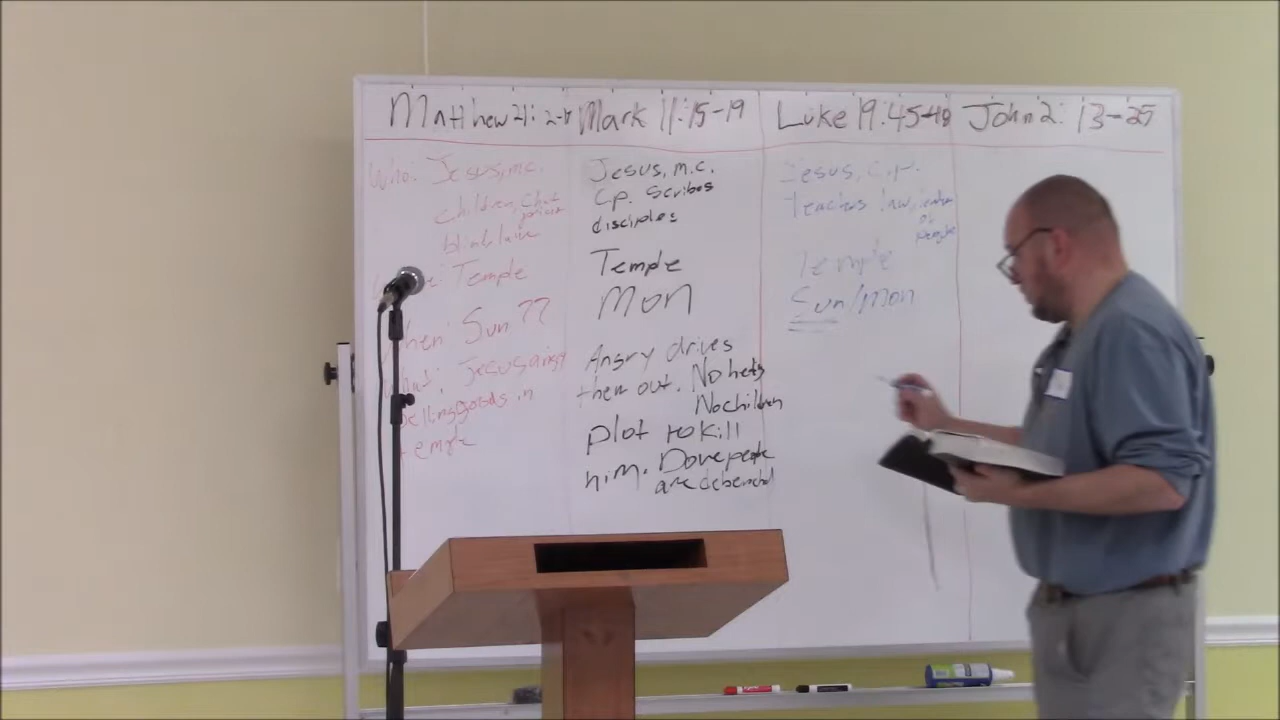 Matthew 21: Mark 11:15-19 Luke 19:45-48 John 2: 13-25
Who: Jesus, m.c.
children, Chief
priests
blind lame
Temple
When: Sun ??
What: Jesus angry
selling goods in
temple
Jesus, m.c.
Cp. Scribes
disciples
Temple
Mon
Angry drives
them out. No heals
No children
plot to kill
him. Dove people
are
Jesus, C.P.
Teachers law, leaders
of
people
Temple
Sun/Mon